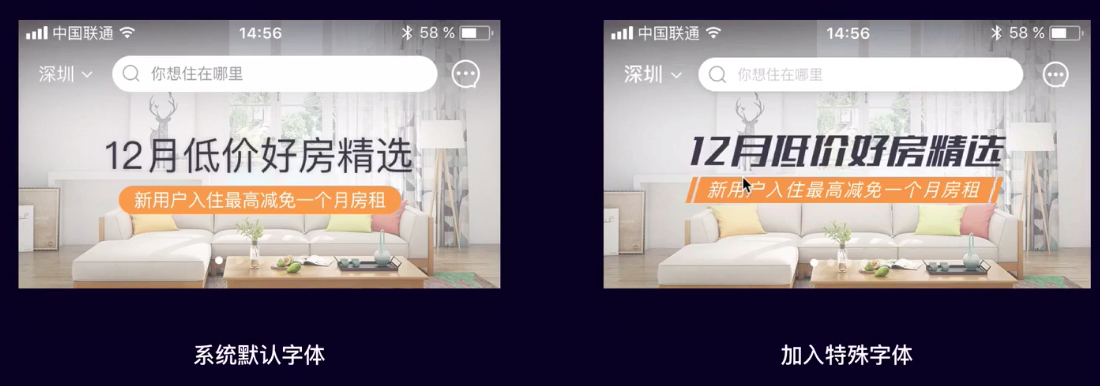 中国联通 14:56 58 %
深圳 你想住在哪里
12月低价好房精选
新用户入住最高减免一个月房租
系统默认字体
中国联通 14:56 58 %
深圳 你想住在哪里
12月低价好房精选
新用户入住最高减免一个月房租
加入特殊字体